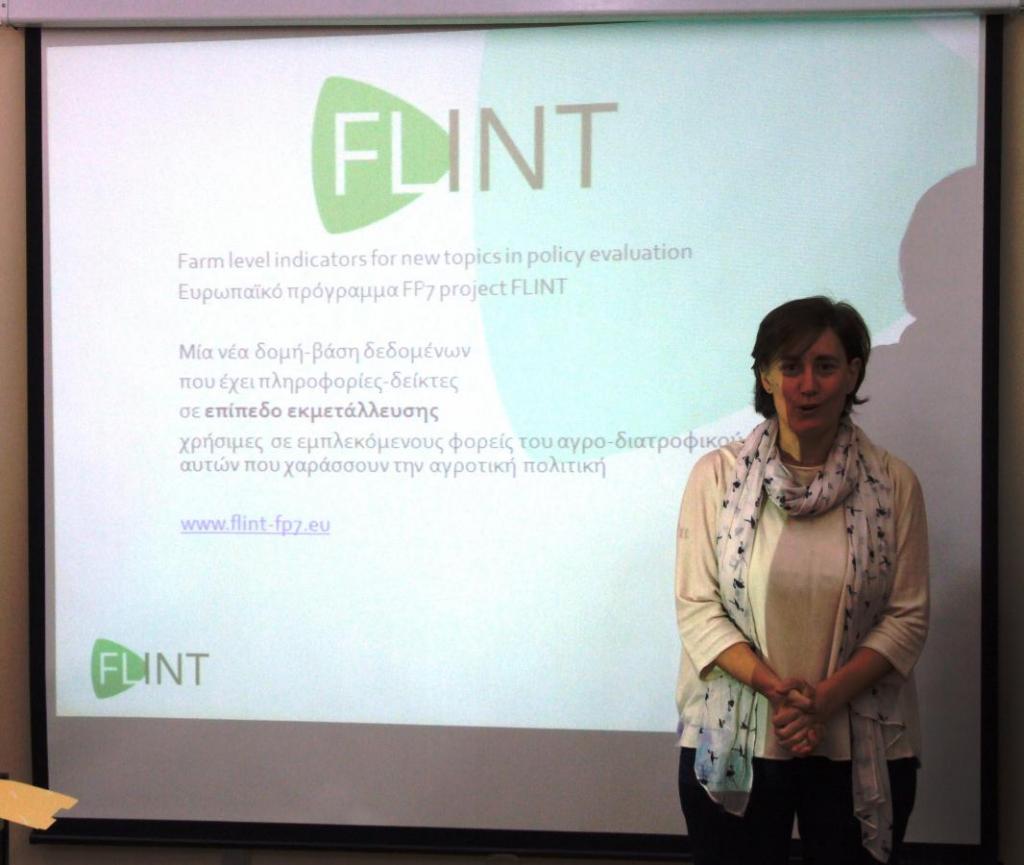 FLINT
Farm level indicators for new topics in policy evaluation
Ευρωπαϊκό πρόγραμμα FP7 project FLINT
Μία νέα δομή-βάση δεδομένων
που έχει πληροφορίες-δείκτες
σε επίπεδο εκμετάλλευσης
χρήσιμες σε εμπλεκόμενους φορείς του αγρο-διατροφικού
αυτών που χαράσσουν την αγροτική πολιτική
www.flint-fp7.eu
FLINT